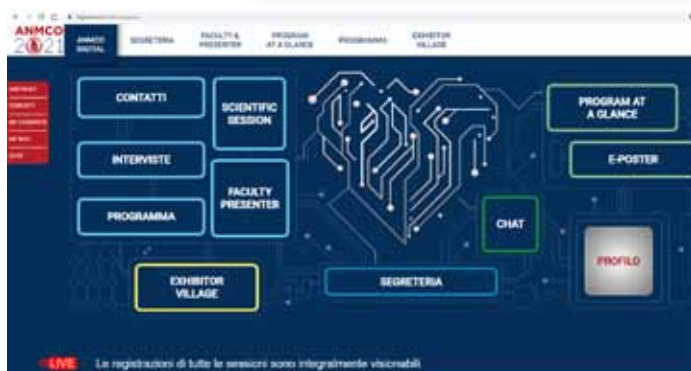 ANMCO
2021
ANMCO
DIGITAL
SEGRETERIA
FACULTY &
PRESENTER
PROGRAM
AT A GLANCE
PROGRAMMA
EXHIBITOR
VILLAGE
CONTATTI
SCIENTIFIC
SESSION
INTERVISTE
FACULTY
PRESENTER
PROGRAMMA
EXHIBITOR
VILLAGE
SEGRETERIA
CHAT
PROGRAM AT
A GLANCE
E-POSTER
PROFILO
LIVE Le registrazioni di tutte le sessioni sono integralmente visionabili